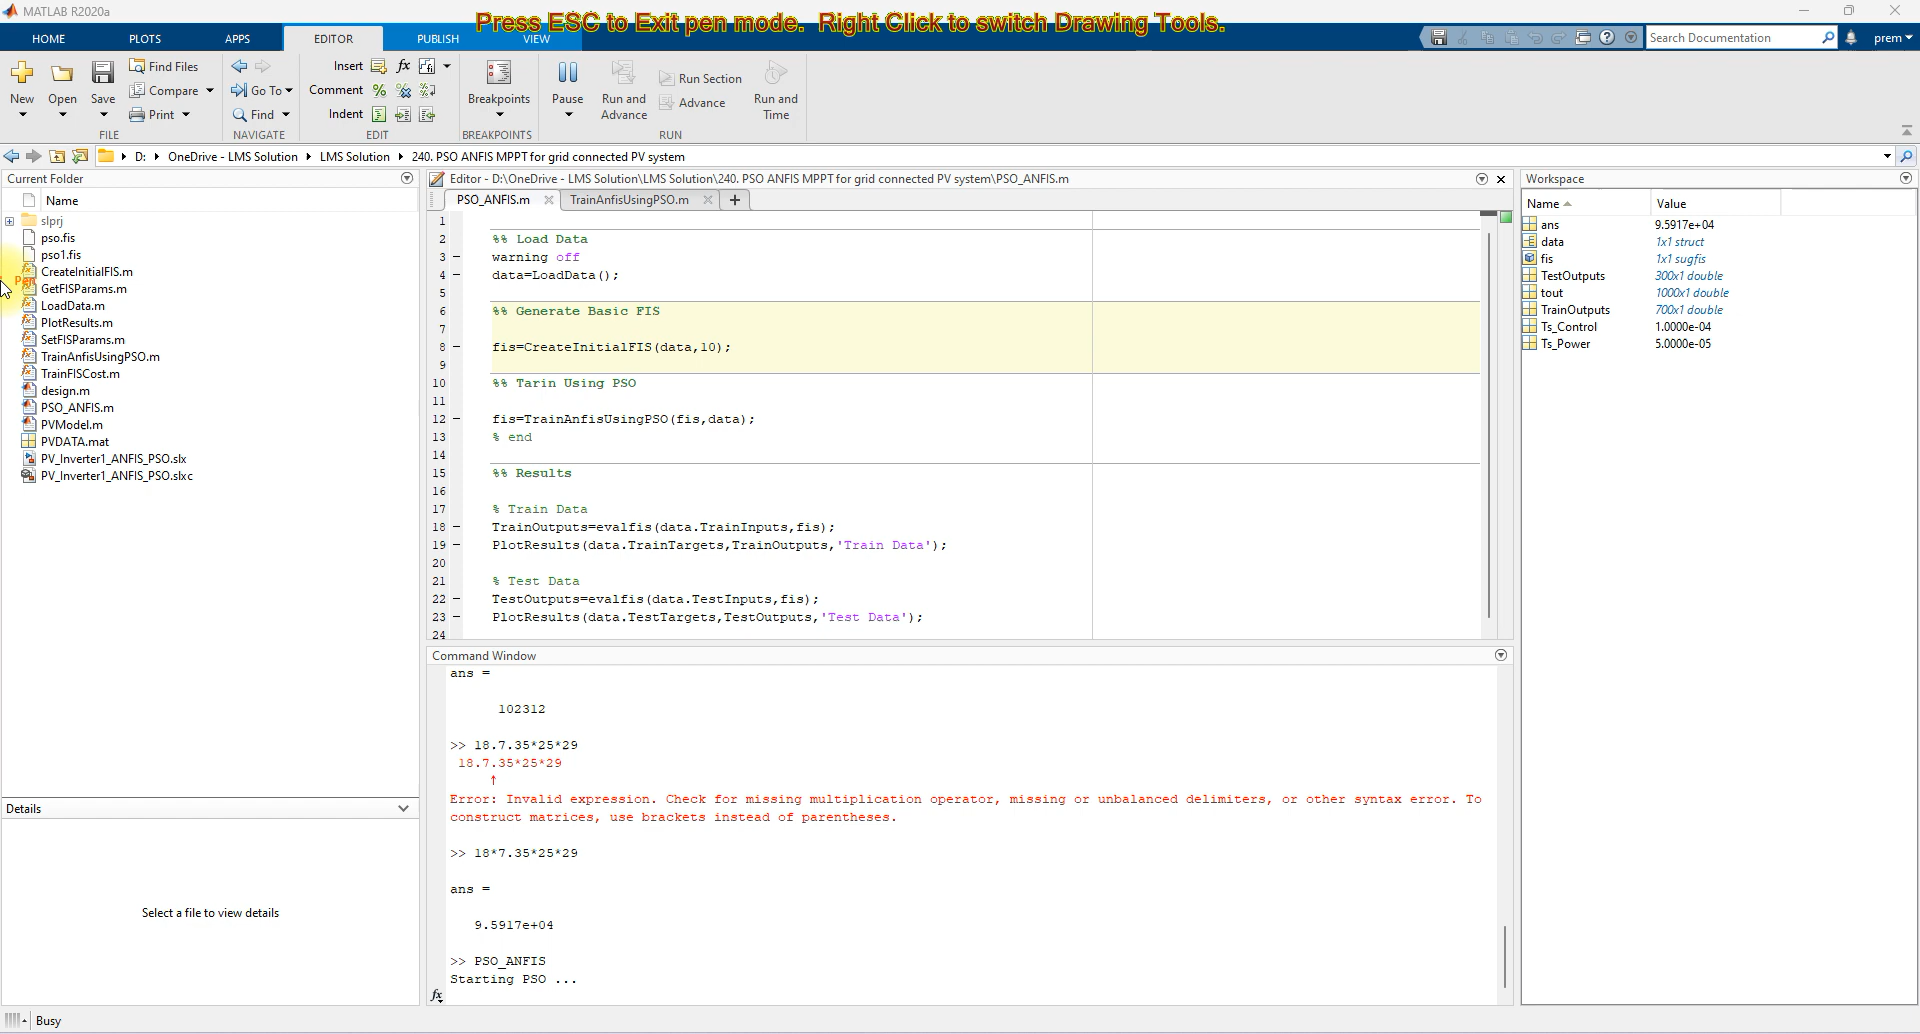 MATLAB R2020a
Press ESC to Exit pen mode. Right Click to switch Drawing Tools.
HOME PLOTS APPS EDITOR PUBLISH VIEW
Search Documentation
prem
New
Open
Save
Find Files
Compare
Print
FILE
Go To
Find
NAVIGATE
Insert
Comment
Indent
EDIT
Breakpoints
BREAKPOINTS
Pause
Run and Advance
Run Section
Advance
Run and Time
RUN
D: OneDrive - LMS Solution LMS Solution 240. PSO ANFIS MPPT for grid connected PV system
Current Folder
Name
slprj
pso.fis
pso1.fis
CreateInitialFIS.m
Pen
GetFISParams.m
LoadData.m
PlotResults.m
SetFISParams.m
TrainAnfisUsingPSO.m
TrainFISCost.m
design.m
PSO_ANFIS.m
PVModel.m
PVDATA.mat
PV_Inverter1_ANFIS_PSO.slx
PV_Inverter1_ANFIS_PSO.slxc
Details
Select a file to view details
Editor - D:\OneDrive - LMS Solution\LMS Solution\240. PSO ANFIS MPPT for grid connected PV system\PSO_ANFIS.m
PSO_ANFIS.m TrainAnfisUsingPSO.m
1
2 %% Load Data
3 warning off
4 data=LoadData();
5
6 %% Generate Basic FIS
7
8 fis=CreateInitialFIS(data,10);
9
10 %% Tarin Using PSO
11
12 fis=TrainAnfisUsingPSO(fis,data);
13 % end
14
15 %% Results
16
17 % Train Data
18 TrainOutputs=evalfis(data.TrainInputs,fis);
19 PlotResults(data.TrainTargets,TrainOutputs,'Train Data');
20
21 % Test Data
22 TestOutputs=evalfis(data.TestInputs,fis);
23 PlotResults(data.TestTargets,TestOutputs,'Test Data');
24
Command Window
ans =
102312
>> 18.7.35*25*29
18.7.35*25*29
↑
Error: Invalid expression. Check for missing multiplication operator, missing or unbalanced delimiters, or other syntax error. To
construct matrices, use brackets instead of parentheses.
>> 18*7.35*25*29
ans =
9.5917e+04
>> PSO_ANFIS
Starting PSO ...
fx
Workspace
Name Value
ans 9.5917e+04
data 1x1 struct
fis 1x1 sugfis
TestOutputs 300x1 double
tout 1000x1 double
TrainOutputs 700x1 double
Ts_Control 1.0000e-04
Ts_Power 5.0000e-05
Busy